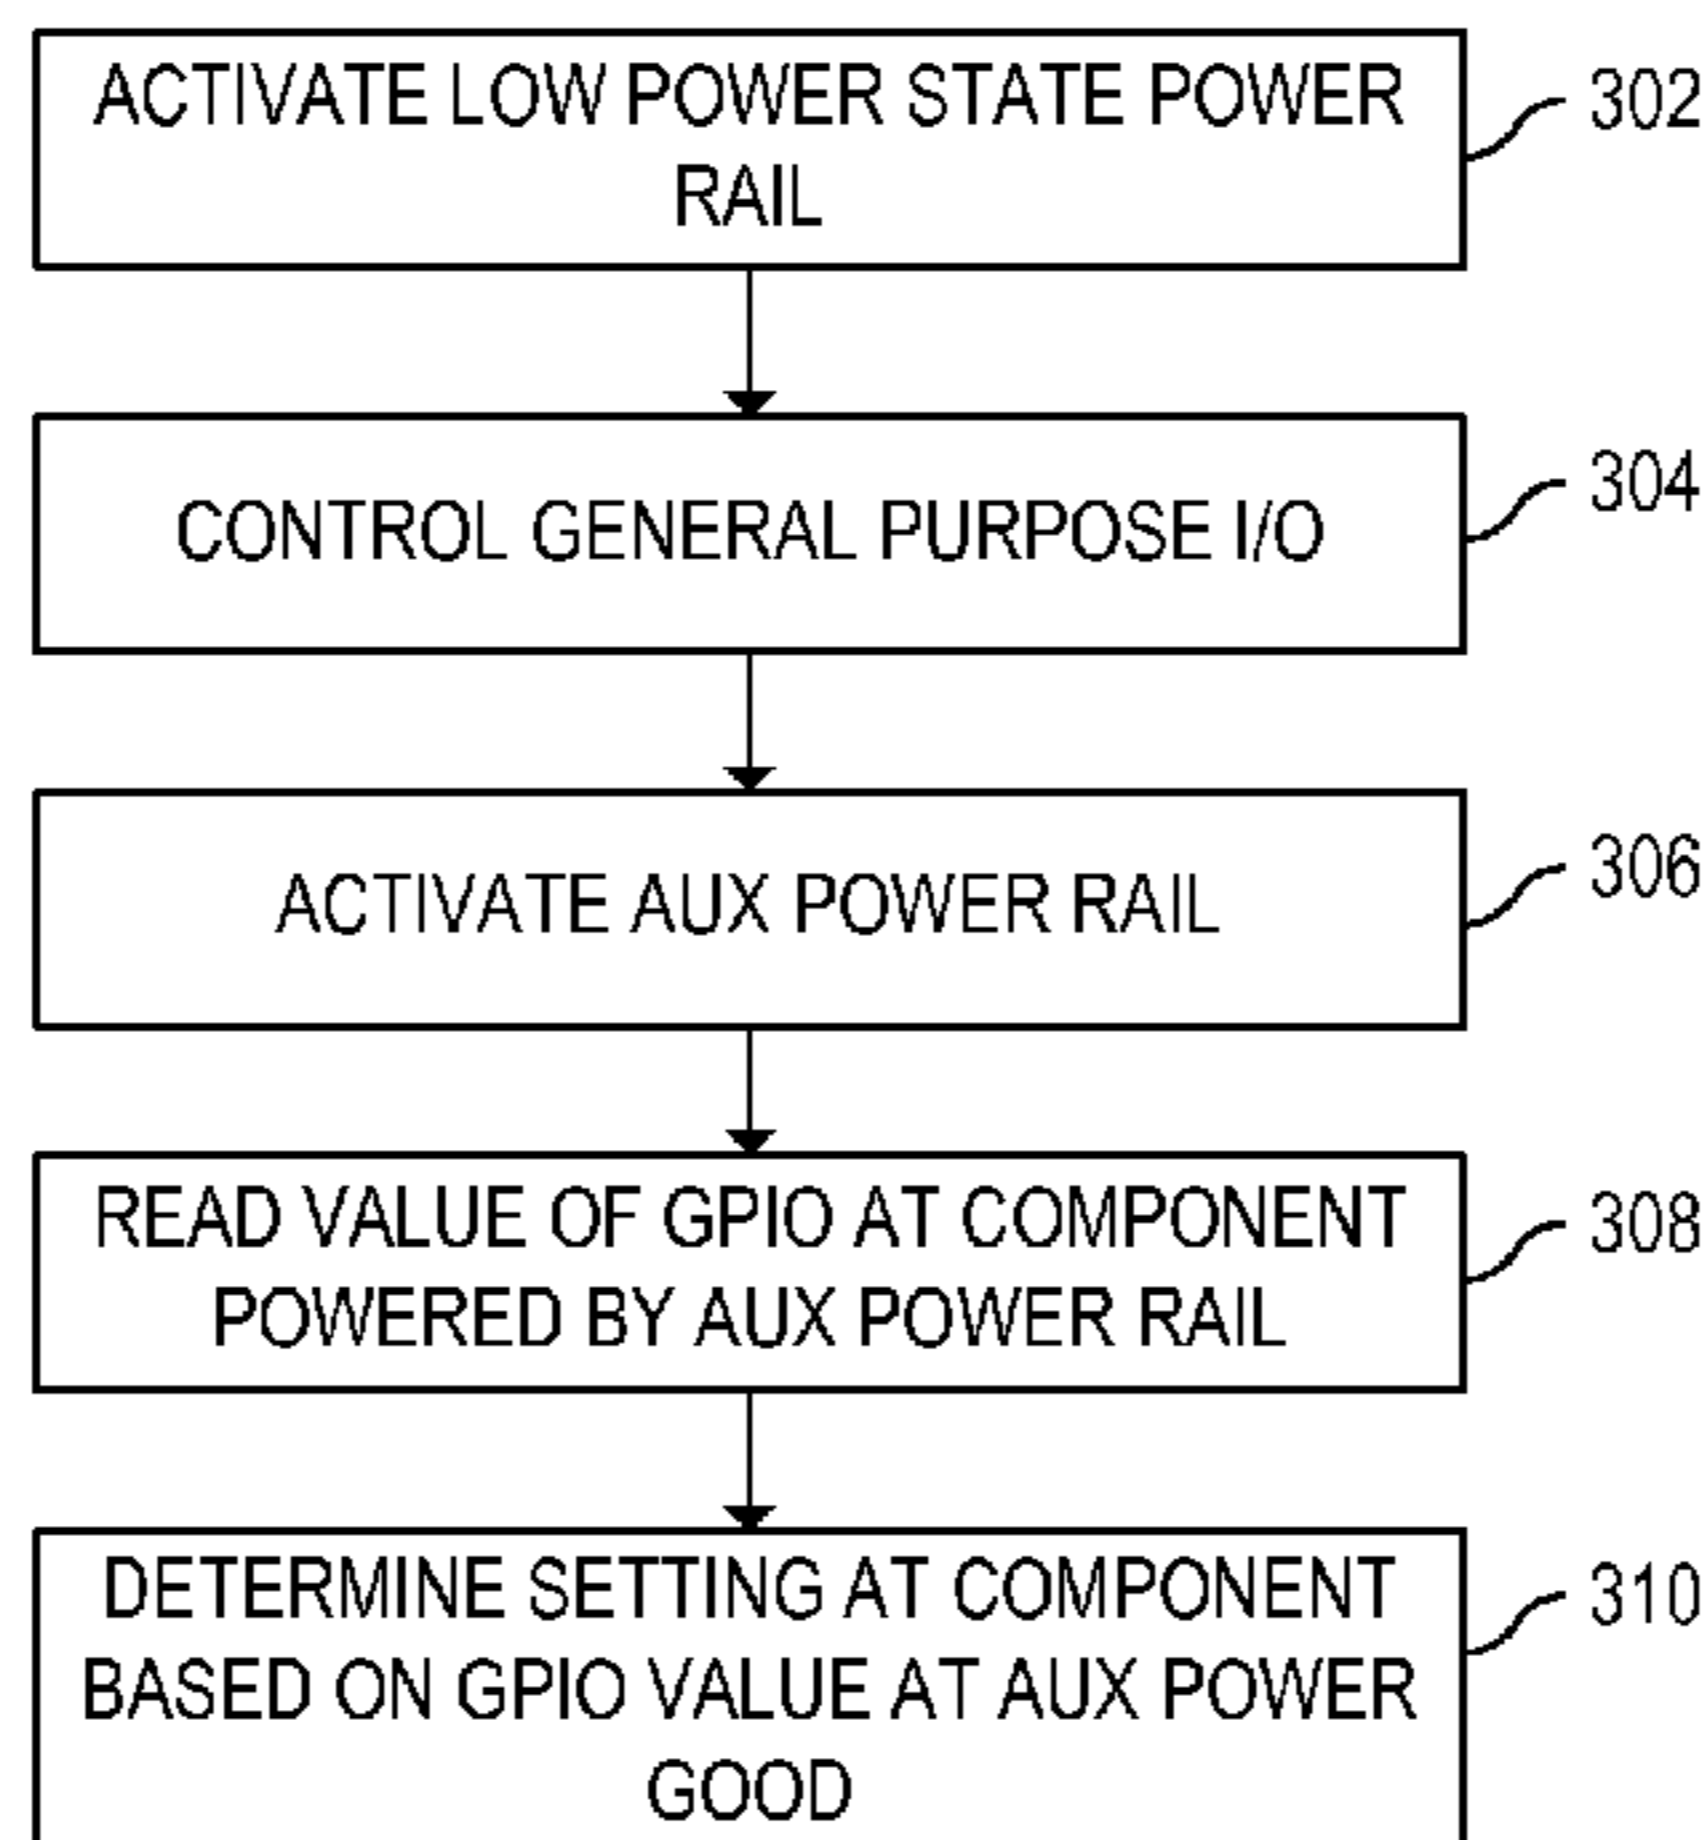 ACTIVATE LOW POWER STATE POWER
RAIL
302
CONTROL GENERAL PURPOSE I/O
304
ACTIVATE AUX POWER RAIL
306
READ VALUE OF GPIO AT COMPONENT
POWERED BY AUX POWER RAIL
308
DETERMINE SETTING AT COMPONENT
BASED ON GPIO VALUE AT AUX POWER
GOOD
310